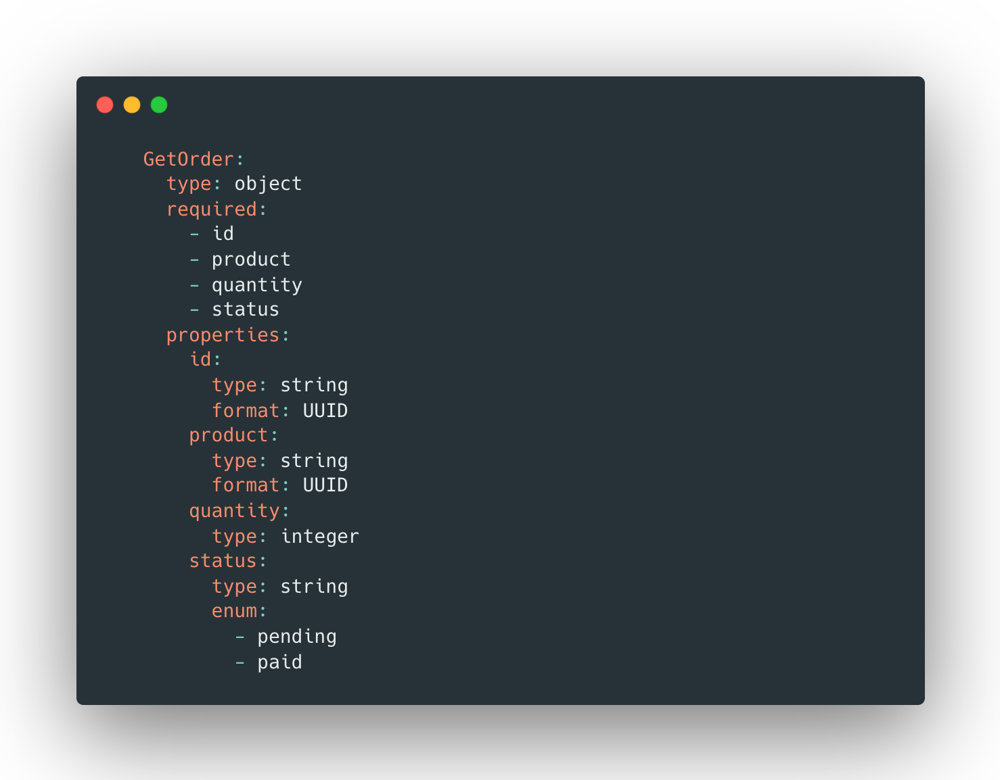 GetOrder:
  type: object
  required:
    - id
    - product
    - quantity
    - status
  properties:
    id:
      type: string
      format: UUID
    product:
      type: string
      format: UUID
    quantity:
      type: integer
    status:
      type: string
      enum:
        - pending
        - paid